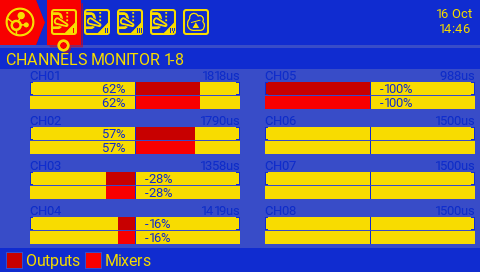 16 Oct
14:46
CHANNELS MONITOR 1-8
CH01 1818us
62%
62%
CH02 1790us
57%
57%
CH03 1358us
-28%
-28%
CH04 1419us
-16%
-16%
CH05 988us
-100%
-100%
CH06 1500us
CH07 1500us
CH08 1500us
Outputs Mixers